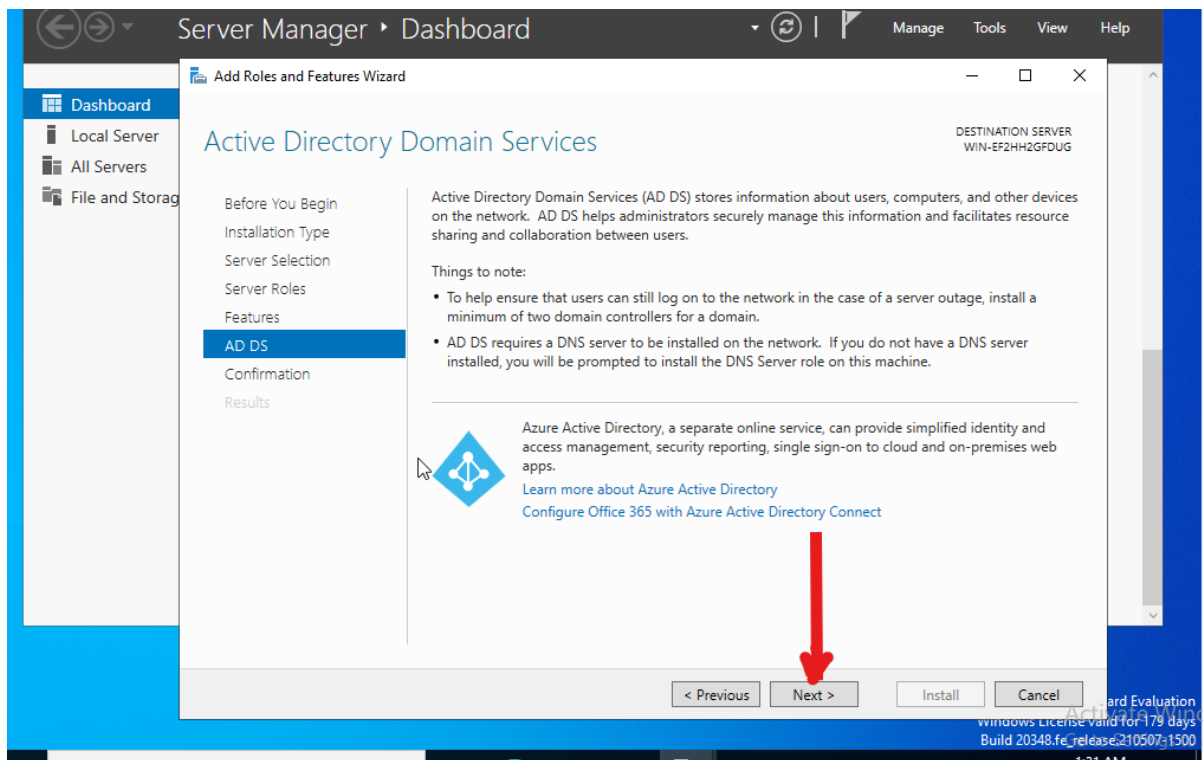 Server Manager ‣ Dashboard
Manage Tools View Help
Add Roles and Features Wizard
Dashboard
Local Server
All Servers
File and Storag
Active Directory Domain Services
DESTINATION SERVER
WIN-EF2HH2GFDUG
Before You Begin
Installation Type
Server Selection
Server Roles
Features
AD DS
Confirmation
Results
Active Directory Domain Services (AD DS) stores information about users, computers, and other devices
on the network. AD DS helps administrators securely manage this information and facilitates resource
sharing and collaboration between users.
Things to note:
• To help ensure that users can still log on to the network in the case of a server outage, install a
minimum of two domain controllers for a domain.
• AD DS requires a DNS server to be installed on the network. If you do not have a DNS server
installed, you will be prompted to install the DNS Server role on this machine.
Azure Active Directory, a separate online service, can provide simplified identity and
access management, security reporting, single sign-on to cloud and on-premises web
apps.
Learn more about Azure Active Directory
Configure Office 365 with Azure Active Directory Connect
< Previous Next > Install Cancel
ard Evaluation
Activate Wind
Windows License valid for 179 days
Build 20348.fe_release.210507-1500